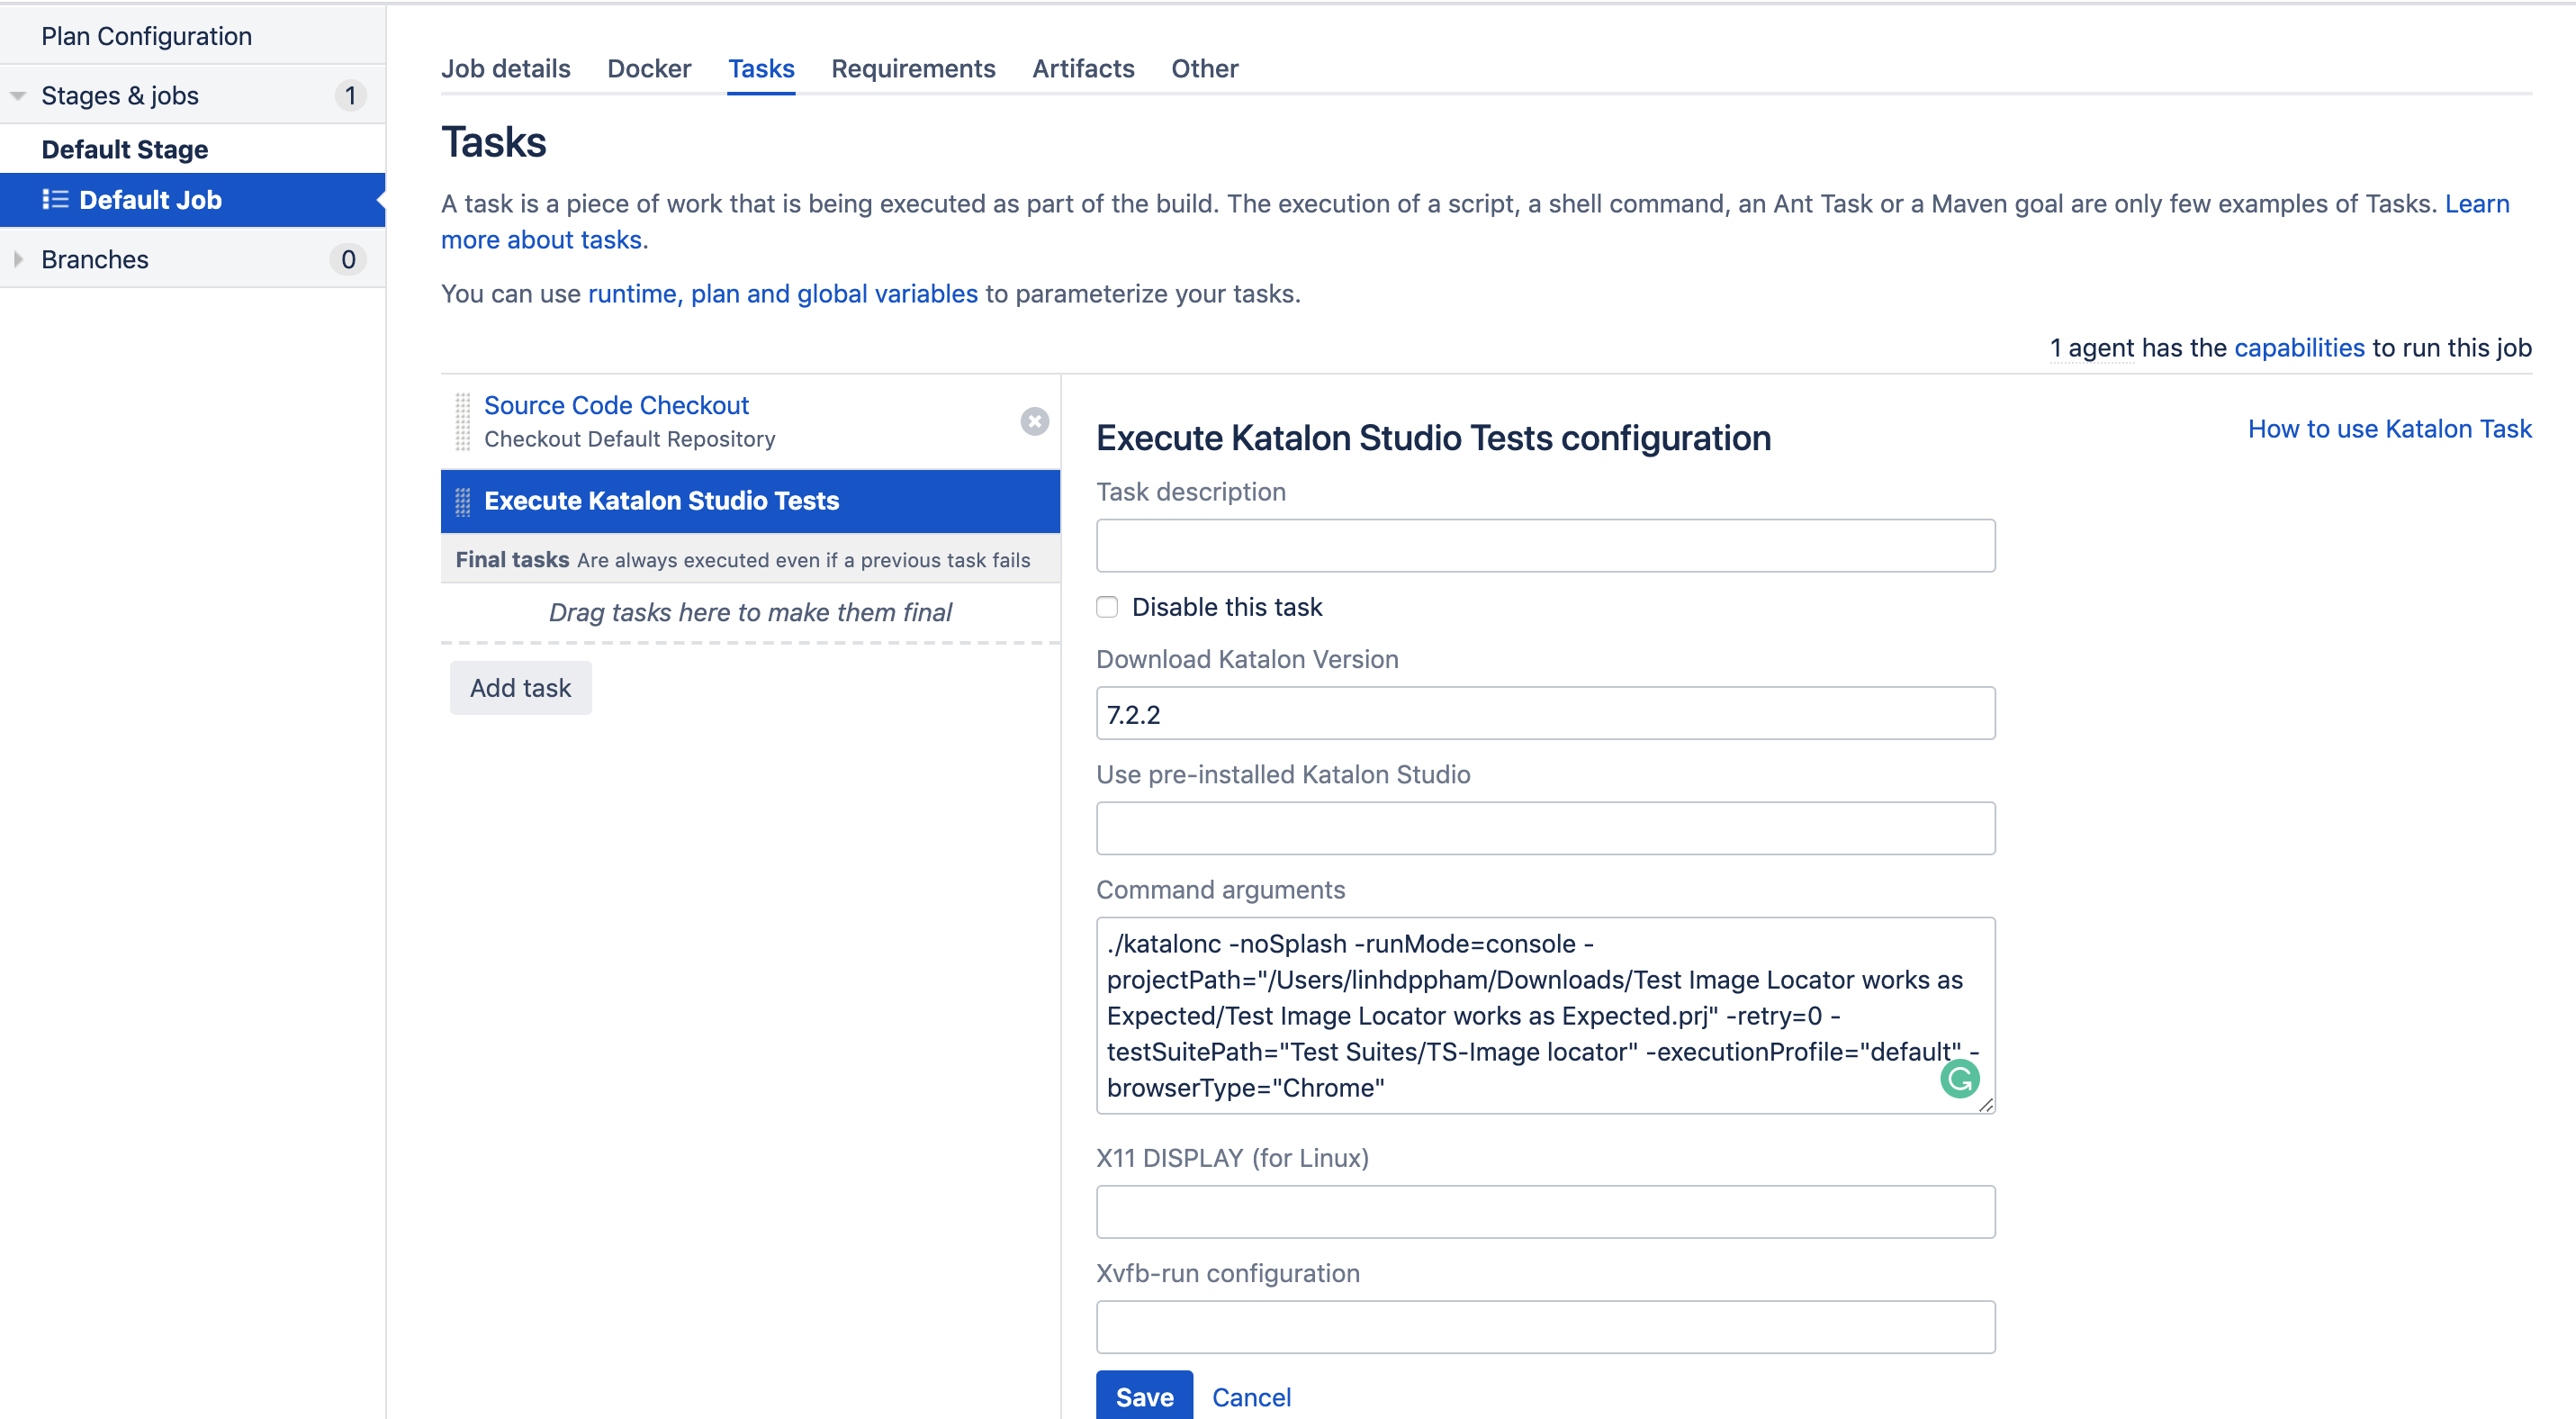 Plan Configuration
Stages & jobs 1
Default Stage
Default Job
Branches 0
Job details Docker Tasks Requirements Artifacts Other
Tasks
A task is a piece of work that is being executed as part of the build. The execution of a script, a shell command, an Ant Task or a Maven goal are only few examples of Tasks. Learn
more about tasks.
You can use runtime, plan and global variables to parameterize your tasks.
1 agent has the capabilities to run this job
Source Code Checkout
Checkout Default Repository
Execute Katalon Studio Tests
Final tasks Are always executed even if a previous task fails
Drag tasks here to make them final
Add task
Execute Katalon Studio Tests configuration
How to use Katalon Task
Task description
Disable this task
Download Katalon Version
7.2.2
Use pre-installed Katalon Studio
Command arguments
./katalonc -noSplash -runMode=console -
projectPath="/Users/linhdppham/Downloads/Test Image Locator works as
Expected/Test Image Locator works as Expected.prj" -retry=0 -
testSuitePath="Test Suites/TS-Image locator" -executionProfile="default" -
browserType="Chrome"
X11 DISPLAY (for Linux)
Xvfb-run configuration
Save Cancel